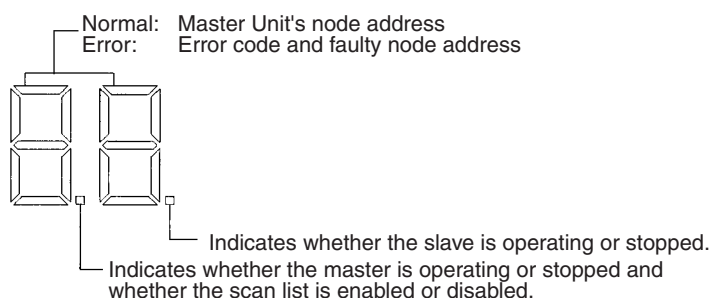 Normal: Master Unit's node address
Error: Error code and faulty node address
Indicates whether the slave is operating or stopped.
Indicates whether the master is operating or stopped and
whether the scan list is enabled or disabled.